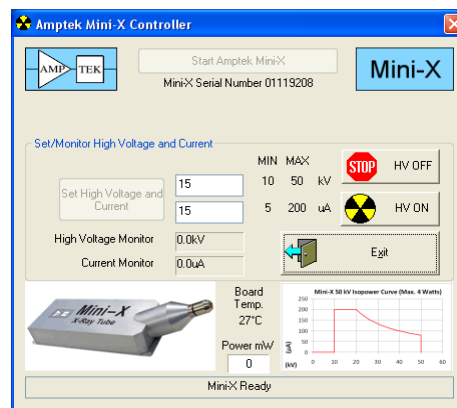 Amptek Mini-X Controller
AMP TEK
Start Amptek Mini-X
Mini-X
Mini-X Serial Number 01119208
Set/Monitor High Voltage and Current
MIN MAX
Set High Voltage and Current
15
10 50 kV
STOP HV OFF
15
5 200 uA
HV ON
High Voltage Monitor 0.0kV
Current Monitor 0.0uA
Exit
Mini-X
X-Ray Tube
Board Temp.
27°C
Power mW
0
Mini-X 50 kV Isopower Curve (Max. 4 Watts)
250
200
150
100
50
0
(µA)
(kV)
0 10 20 30 40 50 60
Mini-X Ready